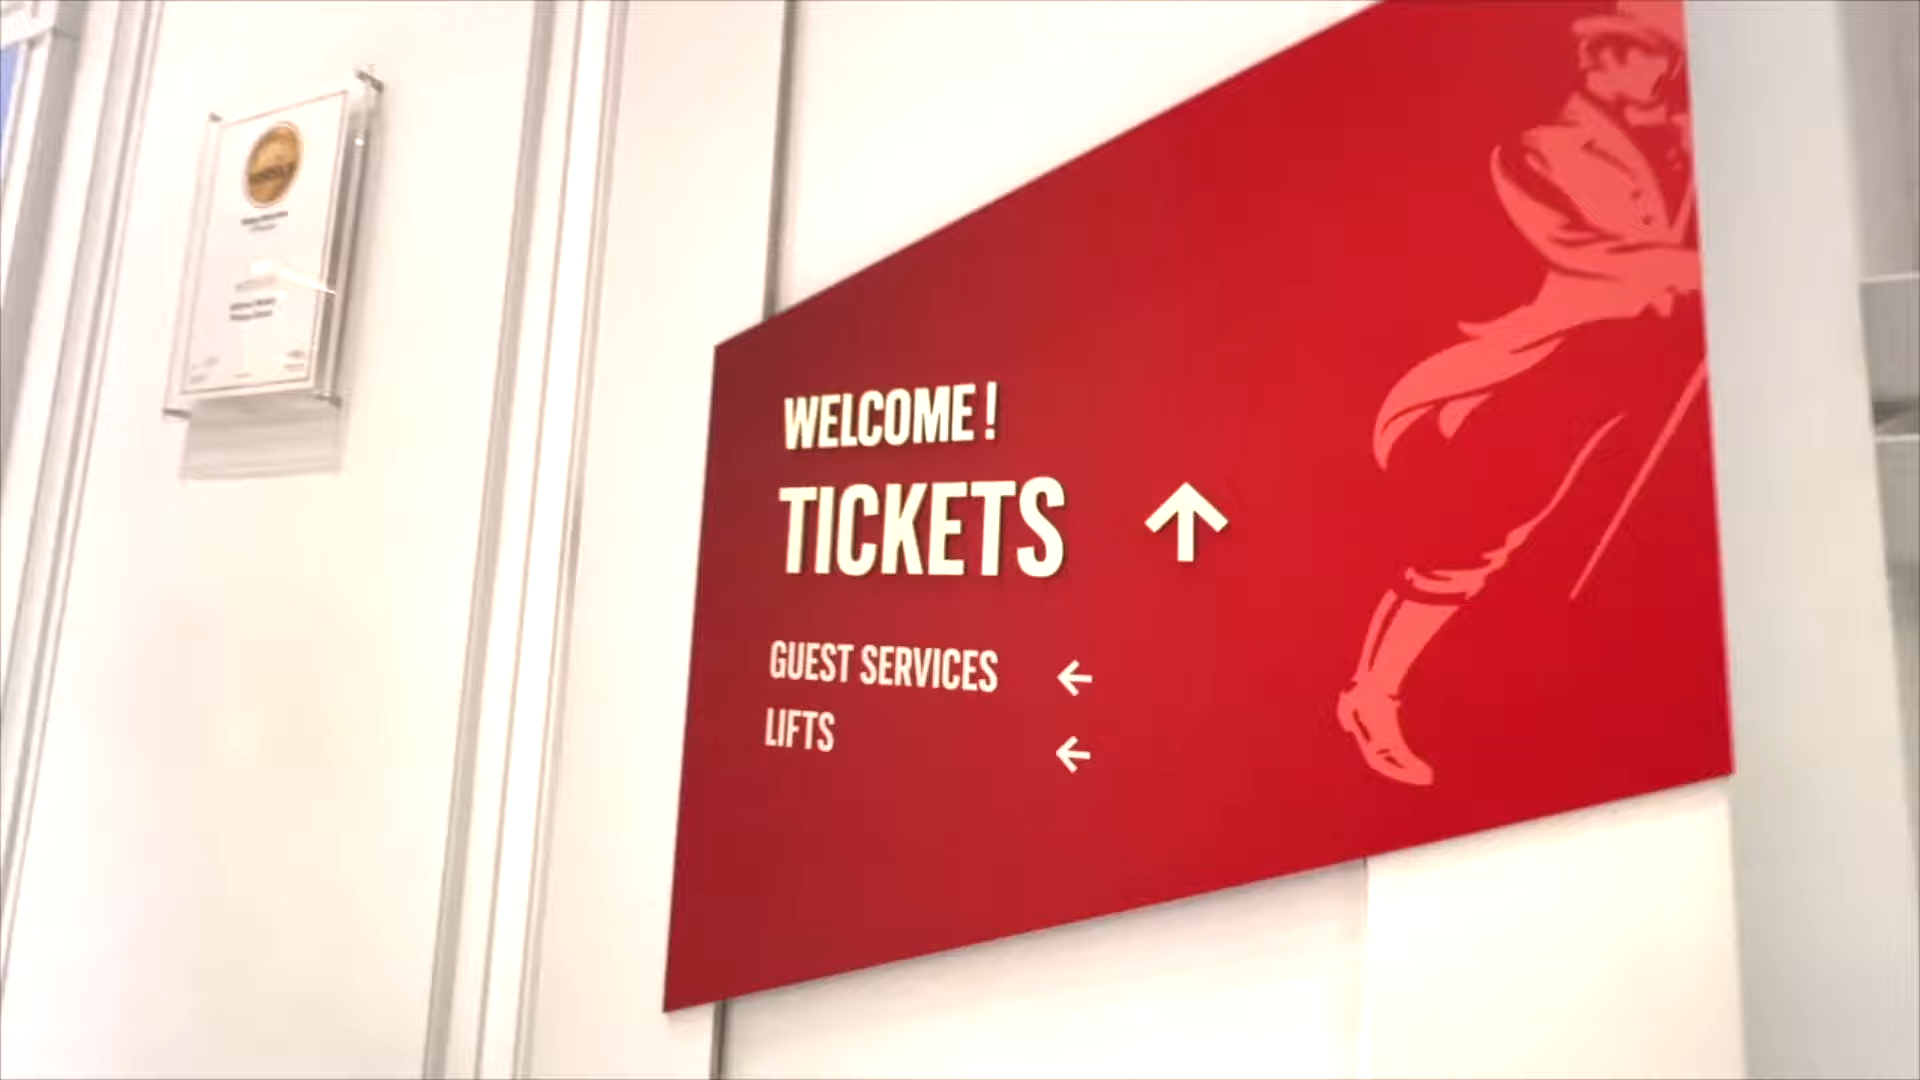 WELCOME!
TICKETS ↑
GUEST SERVICES ←
LIFTS ←